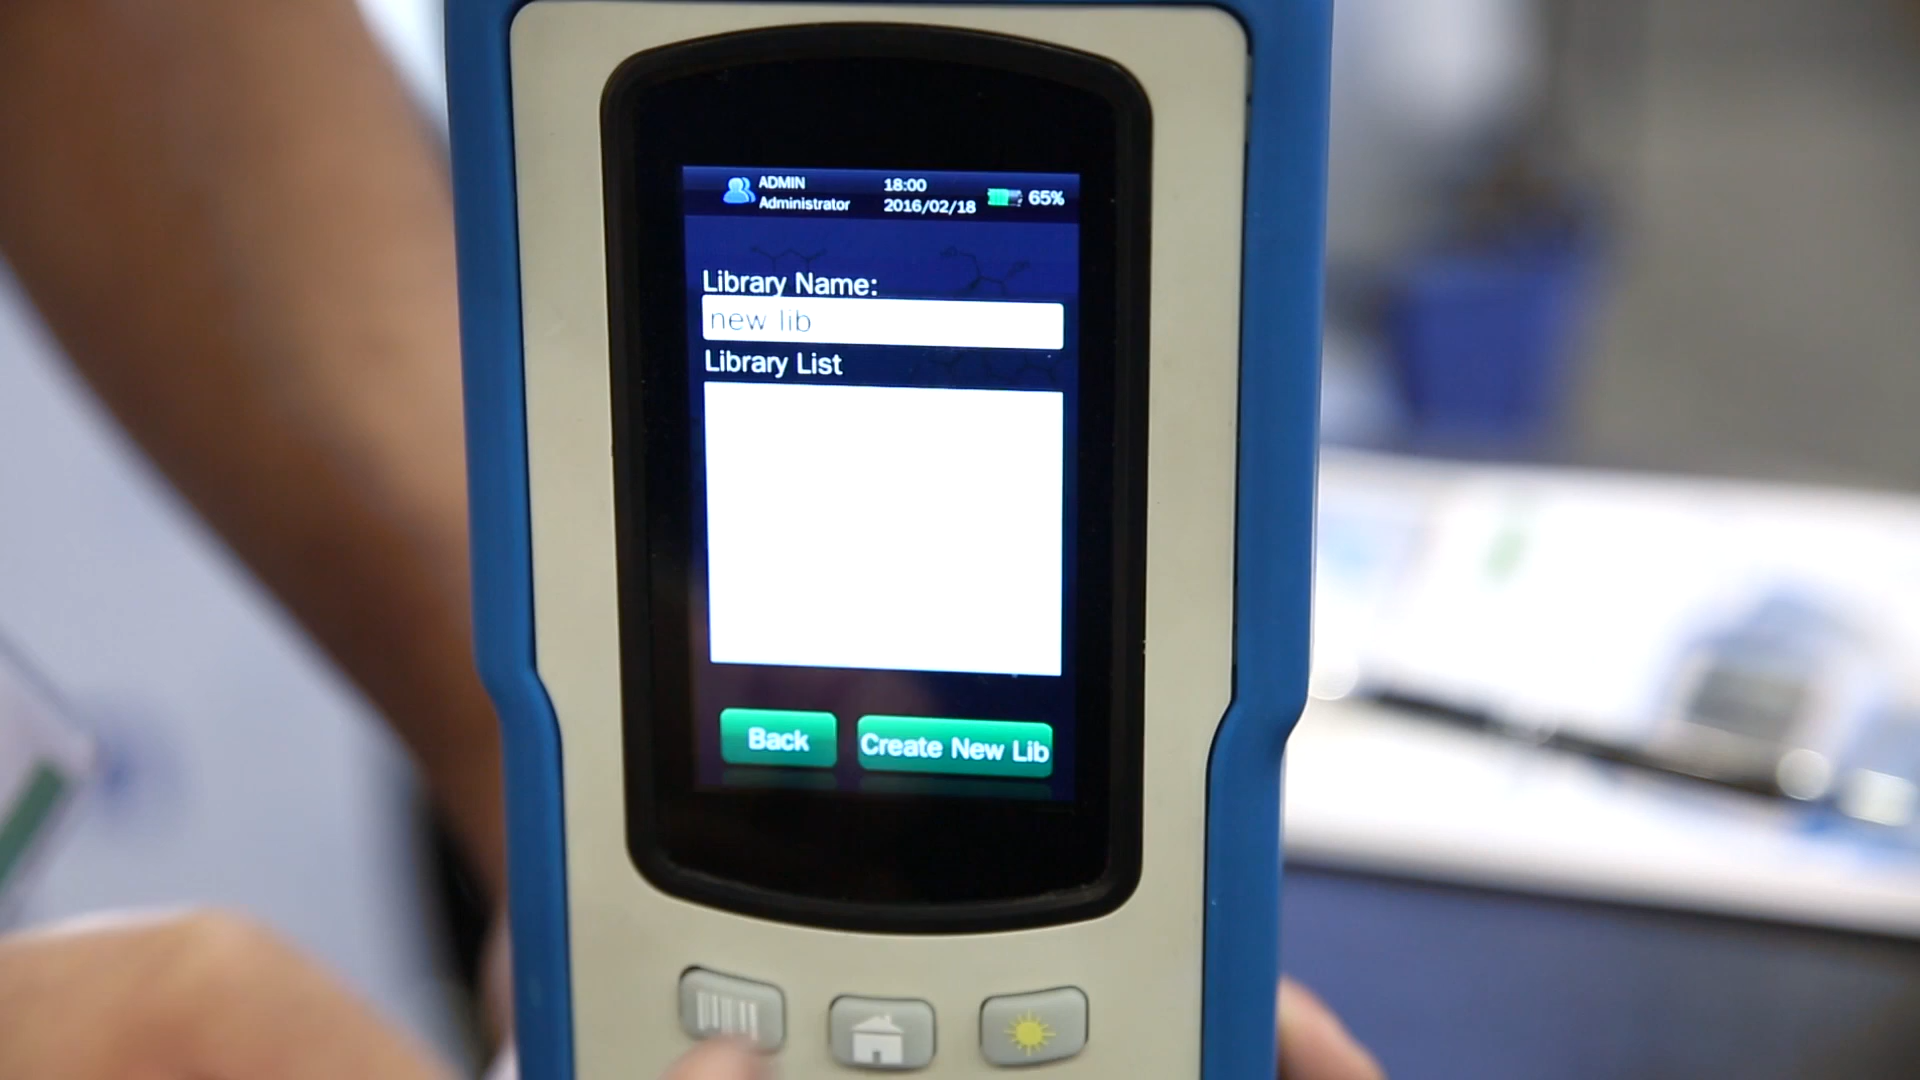 ADMIN
Administrator
18:00
2016/02/18
65%
Library Name:
new lib
Library List
Back
Create New Lib